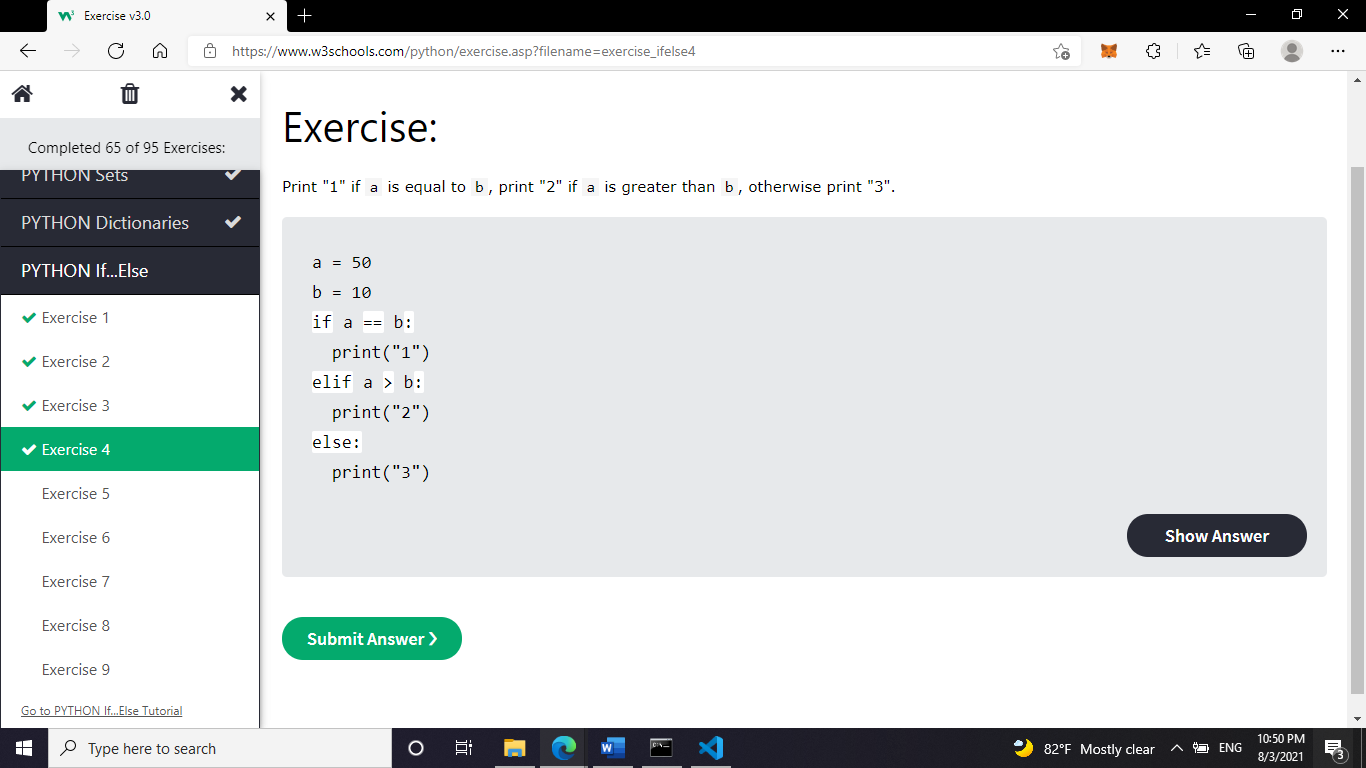 Exercise v3.0
https://www.w3schools.com/python/exercise.asp?filename=exercise_ifelse4
Completed 65 of 95 Exercises:
PYTHON Sets
PYTHON Dictionaries
PYTHON If...Else
Exercise 1
Exercise 2
Exercise 3
Exercise 4
Exercise 5
Exercise 6
Exercise 7
Exercise 8
Exercise 9
Go to PYTHON If...Else Tutorial
Exercise:
Print "1" if a is equal to b, print "2" if a is greater than b, otherwise print "3".
a = 50
b = 10
if a == b:
  print("1")
elif a > b:
  print("2")
else:
  print("3")
Show Answer
Submit Answer ❯
Type here to search
82°F Mostly clear
ENG
10:50 PM
8/3/2021
3